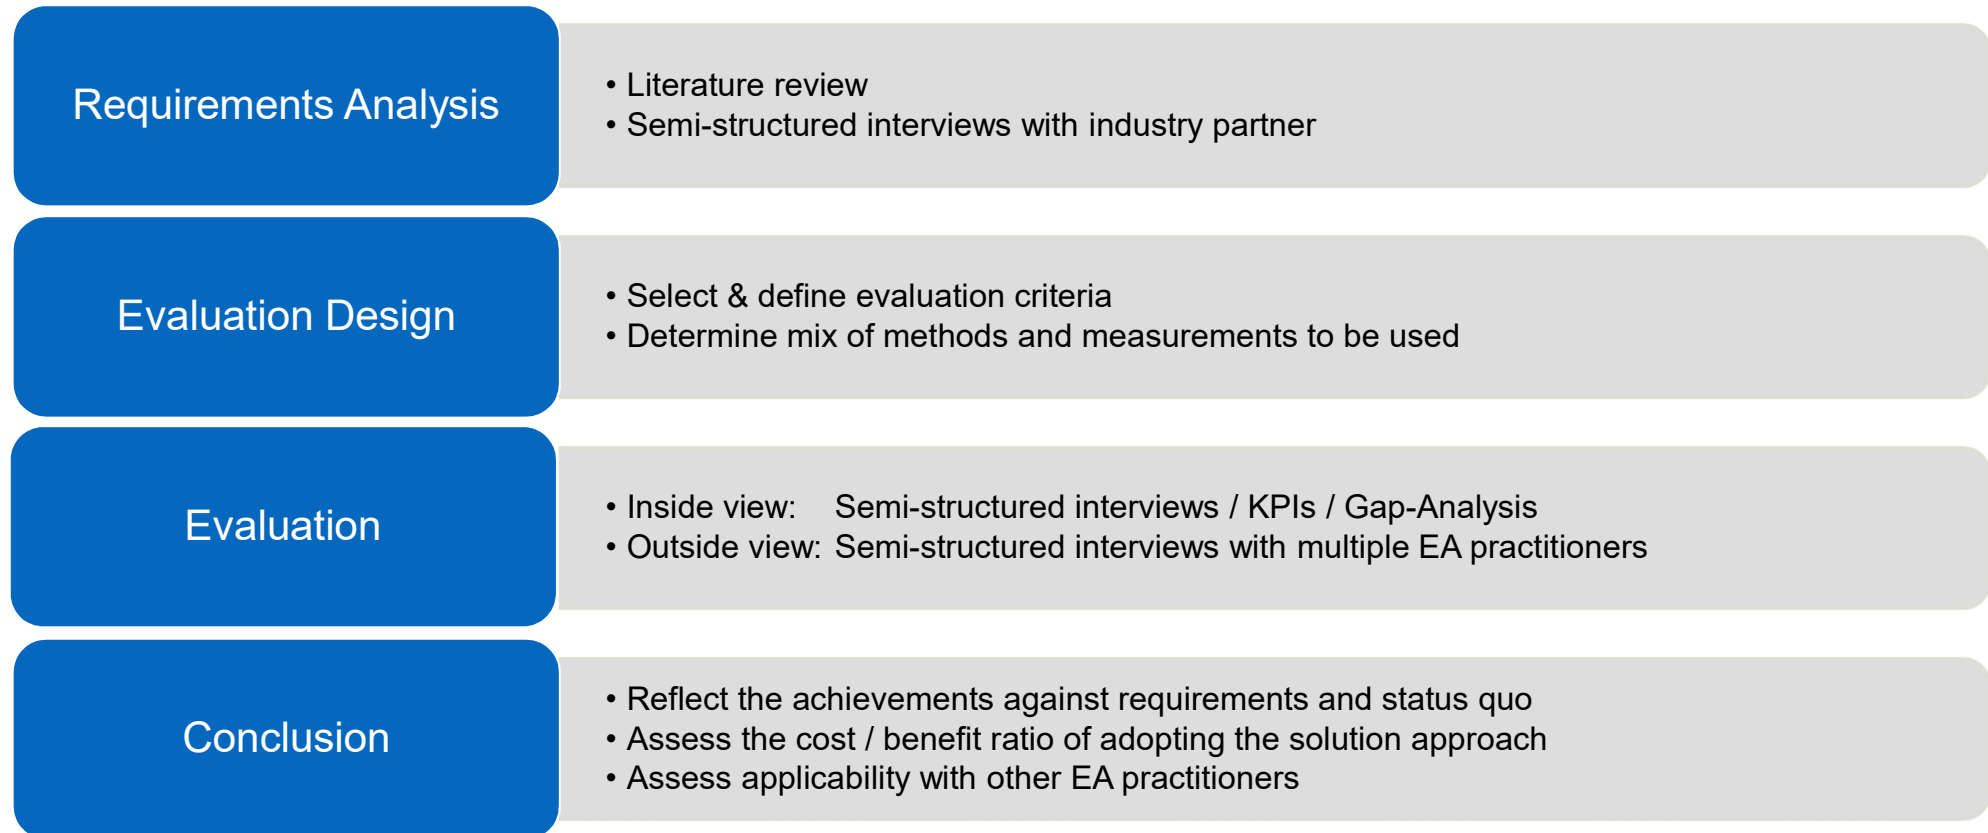 Requirements Analysis
• Literature review
• Semi-structured interviews with industry partner
Evaluation Design
• Select & define evaluation criteria
• Determine mix of methods and measurements to be used
Evaluation
• Inside view: Semi-structured interviews / KPIs / Gap-Analysis
• Outside view: Semi-structured interviews with multiple EA practitioners
Conclusion
• Reflect the achievements against requirements and status quo
• Assess the cost / benefit ratio of adopting the solution approach
• Assess applicability with other EA practitioners